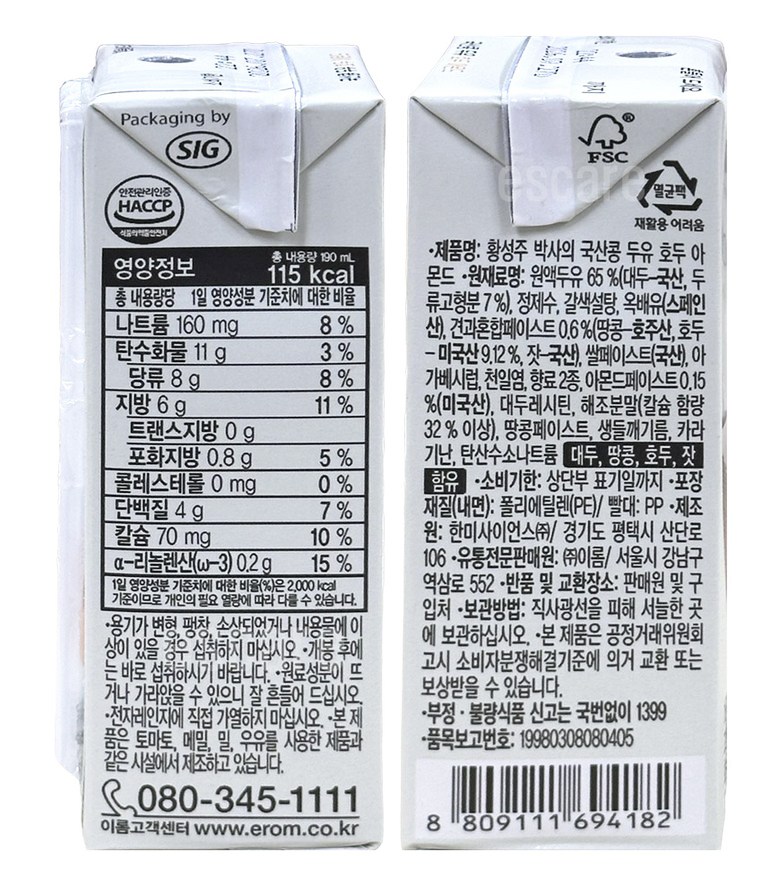 Packaging by
SIG
안전관리인증
HACCP
식품의약품안전처
영양정보
총 내용량 190 mL
115 kcal
총 내용량당 1일 영양성분 기준치에 대한 비율
나트륨 160 mg 8 %
탄수화물 11 g 3 %
당류 8 g 8 %
지방 6 g 11 %
트랜스지방 0 g
포화지방 0.8 g 5 %
콜레스테롤 0 mg 0 %
단백질 4 g 7 %
칼슘 70 mg 10 %
α-리놀렌산(ω-3) 0.2 g 15 %
1일 영양성분 기준치에 대한 비율(%)은 2,000 kcal
기준이므로 개인의 필요 열량에 따라 다를 수 있습니다.
•용기가 변형, 팽창, 손상되었거나 내용물에 이
상이 있을 경우 섭취하지 마십시오. •개봉 후에
는 바로 섭취하시기 바랍니다. •원료성분이 뜨
거나 가라앉을 수 있으니 잘 흔들어 드십시오.
•전자레인지에 직접 가열하지 마십시오. •본 제
품은 토마토, 메밀, 밀, 우유를 사용한 제품과
같은 시설에서 제조하고 있습니다.
080-345-1111
이롬고객센터 www.erom.co.kr
FSC
escare
멸균팩
재활용 어려움
•제품명: 황성주 박사의 국산콩 두유 호두 아
몬드 •원재료명: 원액두유 65 %(대두-국산, 두
류고형분 7 %), 정제수, 갈색설탕, 옥배유(스페인
산), 견과혼합페이스트 0.6 %(땅콩-호주산, 호두
-미국산 9.12 %, 잣-국산), 쌀페이스트(국산), 아
가베시럽, 천일염, 향료 2종, 아몬드페이스트 0.15
%(미국산), 대두레시틴, 해조분말(칼슘 함량
32 % 이상), 땅콩페이스트, 생들깨기름, 카라
기난, 탄산수소나트륨 대두, 땅콩, 호두, 잣
함유 •소비기한: 상단부 표기일까지 •포장
재질(내면): 폴리에틸렌(PE)/ 빨대: PP •제조
원: 한미사이언스㈜/ 경기도 평택시 산단로
106 •유통전문판매원: ㈜이롬/ 서울시 강남구
역삼로 552 •반품 및 교환장소: 판매원 및 구
입처 •보관방법: 직사광선을 피해 서늘한 곳
에 보관하십시오. •본 제품은 공정거래위원회
고시 소비자분쟁해결기준에 의거 교환 또는
보상받을 수 있습니다.
•부정·불량식품 신고는 국번없이 1399
•품목보고번호: 19980308080405
8 809111 694182